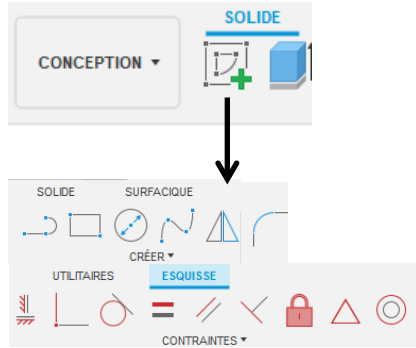 SOLIDE
CONCEPTION ▾
SOLIDE SURFACIQUE
CRÉER ▾
UTILITAIRES ESQUISSE
CONTRAINTES ▾